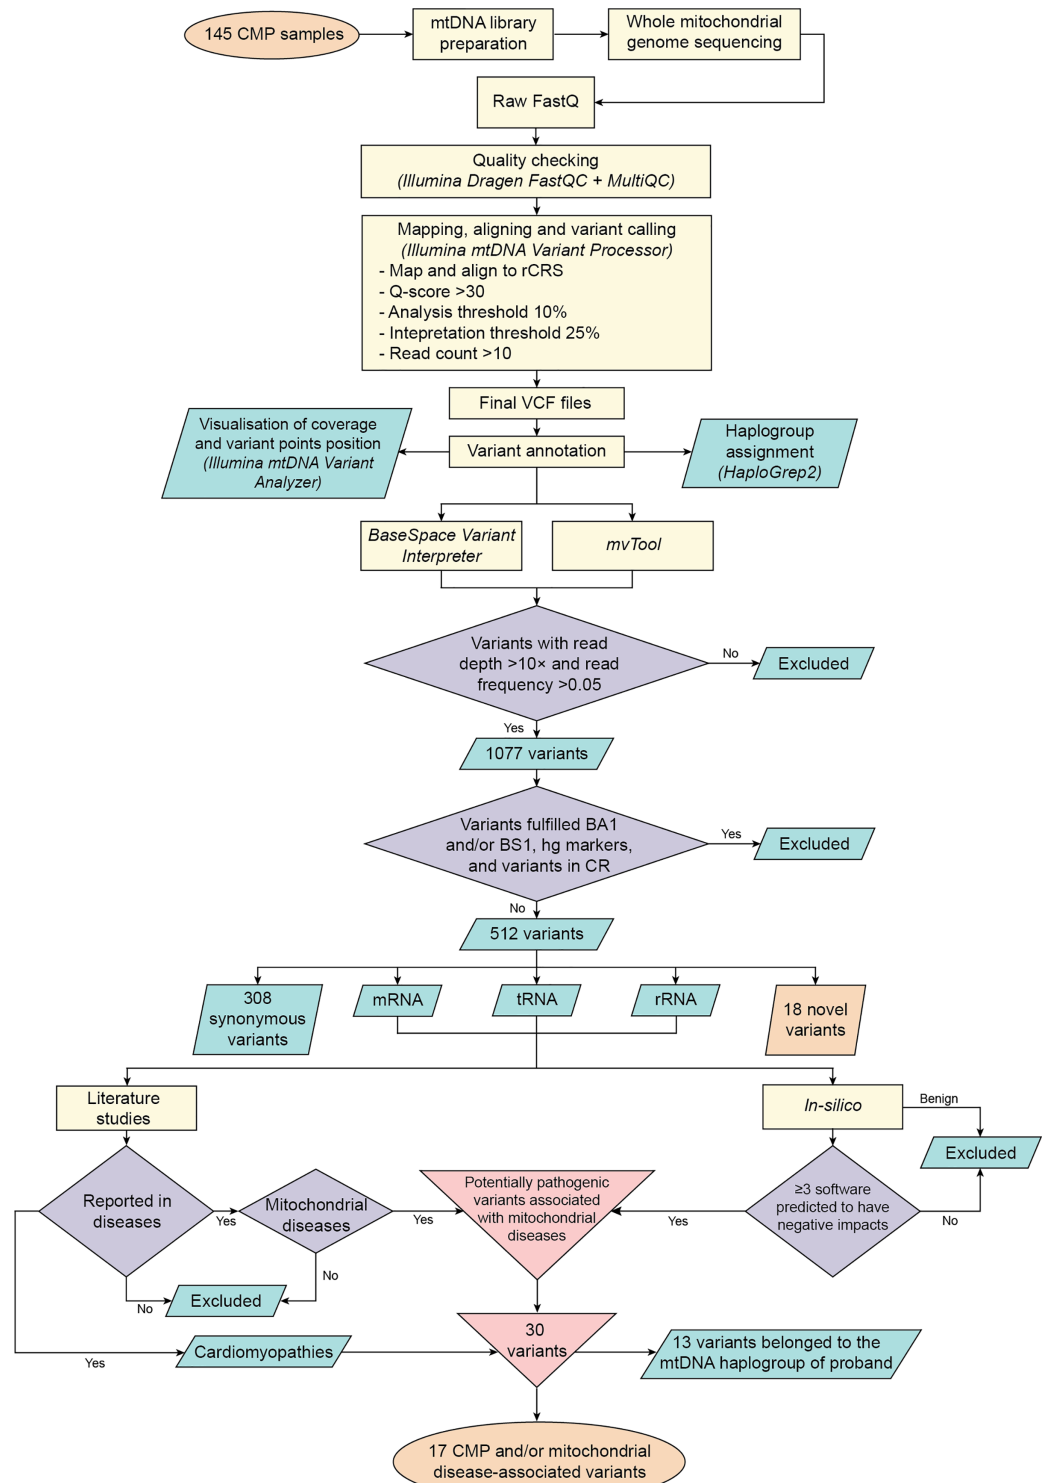 145 CMP samples
mtDNA library
preparation
Whole mitochondrial
genome sequencing
Raw FastQ
Quality checking
(Illumina Dragen FastQC + MultiQC)
Mapping, aligning and variant calling
(Illumina mtDNA Variant Processor)
- Map and align to rCRS
- Q-score >30
- Analysis threshold 10%
- Intepretation threshold 25%
- Read count >10
Final VCF files
Visualisation of coverage
and variant points position
(Illumina mtDNA Variant
Analyzer)
Variant annotation
Haplogroup
assignment
(HaploGrep2)
BaseSpace Variant
Interpreter
mvTool
Variants with read
depth >10× and read
frequency >0.05
No
Excluded
Yes
1077 variants
Variants fulfilled BA1
and/or BS1, hg markers,
and variants in CR
Yes
Excluded
No
512 variants
308
synonymous
variants
mRNA
tRNA
rRNA
18 novel
variants
Literature
studies
In-silico
Benign
Excluded
Reported in
diseases
Yes
Mitochondrial
diseases
Yes
Potentially pathogenic
variants associated
with mitochondrial
diseases
Yes
≥3 software
predicted to have
negative impacts
No
No
Excluded
No
Yes
Cardiomyopathies
30
variants
13 variants belonged to the
mtDNA haplogroup of proband
17 CMP and/or mitochondrial
disease-associated variants